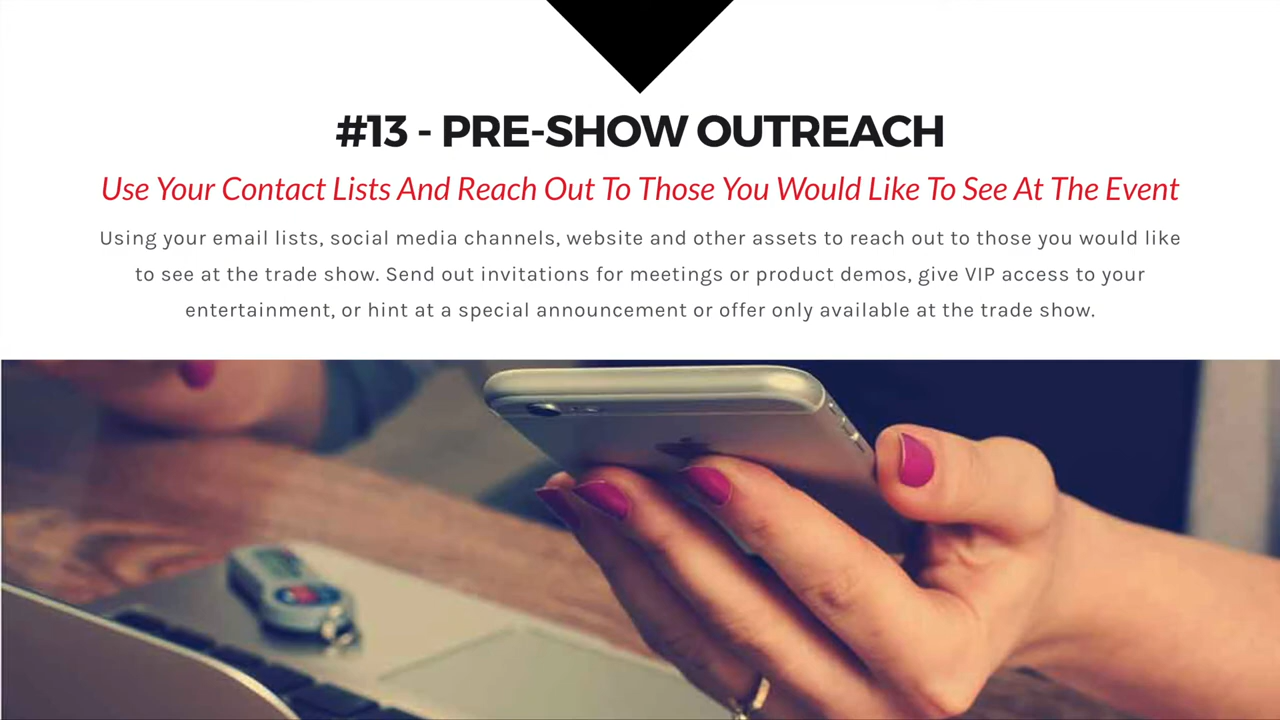 #13 - PRE-SHOW OUTREACH
Use Your Contact Lists And Reach Out To Those You Would Like To See At The Event
Using your email lists, social media channels, website and other assets to reach out to those you would like
to see at the trade show. Send out invitations for meetings or product demos, give VIP access to your
entertainment, or hint at a special announcement or offer only available at the trade show.